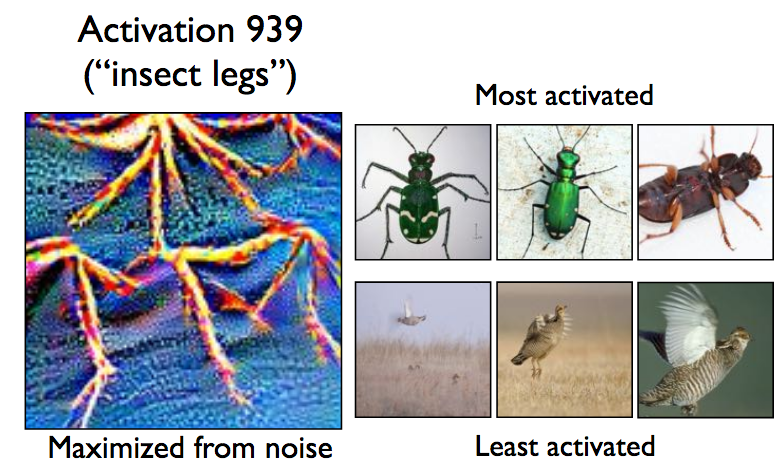 Activation 939
(“insect legs”)
Most activated
Maximized from noise
Least activated